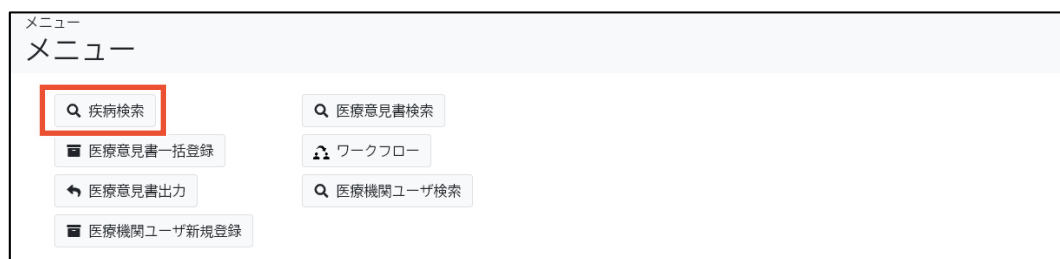 メニュー
メニュー
疾病検索
医療意見書検索
医療意見書一括登録
ワークフロー
医療意見書出力
医療機関ユーザ検索
医療機関ユーザ新規登録